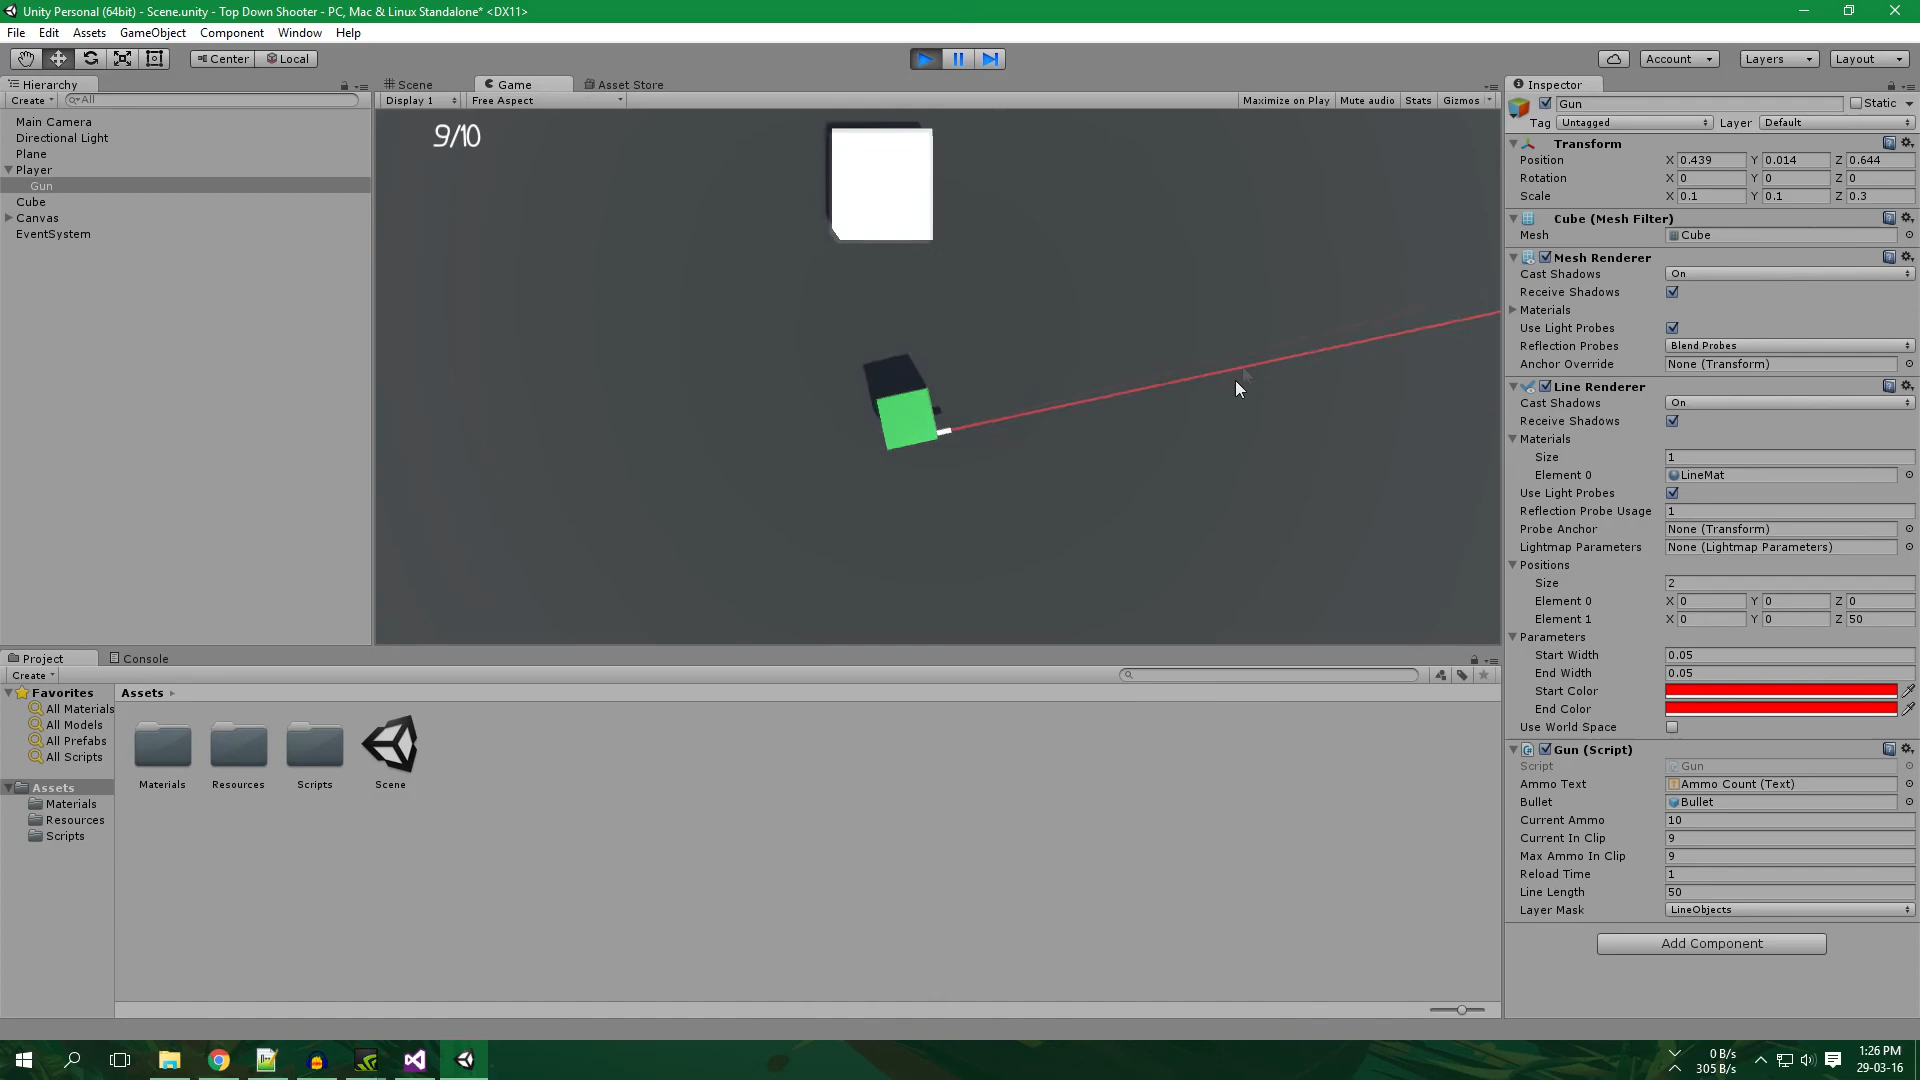 Unity Personal (64bit) - Scene.unity - Top Down Shooter - PC, Mac & Linux Standalone* <DX11>
File Edit Assets GameObject Component Window Help
Center Local Account Layers Layout
Hierarchy Scene Game Asset Store Inspector
Create All Display 1 Free Aspect Maximize on Play Mute audio Stats Gizmos
Gun Static
Tag Untagged Layer Default
Main Camera
Directional Light
Plane
Player
Gun
Cube
Canvas
EventSystem
9/10
Transform
Position X 0.439 Y 0.014 Z 0.644
Rotation X 0 Y 0 Z 0
Scale X 0.1 Y 0.1 Z 0.3
Cube (Mesh Filter)
Mesh Cube
Mesh Renderer
Cast Shadows On
Receive Shadows
Materials
Use Light Probes
Reflection Probes Blend Probes
Anchor Override None (Transform)
Line Renderer
Cast Shadows On
Receive Shadows
Materials
Size 1
Element 0 LineMat
Use Light Probes
Reflection Probe Usage 1
Probe Anchor None (Transform)
Lightmap Parameters None (Lightmap Parameters)
Positions
Size 2
Element 0 X 0 Y 0 Z 0
Element 1 X 0 Y 0 Z 50
Parameters
Start Width 0.05
End Width 0.05
Start Color
End Color
Use World Space
Gun (Script)
Script Gun
Ammo Text Ammo Count (Text)
Bullet Bullet
Current Ammo 10
Current In Clip 9
Max Ammo In Clip 9
Reload Time 1
Line Length 50
Layer Mask LineObjects
Add Component
Project Console
Create
Favorites
All Materials
All Models
All Prefabs
All Scripts
Assets
Materials
Resources
Scripts
Assets
Materials Resources Scripts Scene
0 B/s
305 B/s
1:26 PM
29-03-16